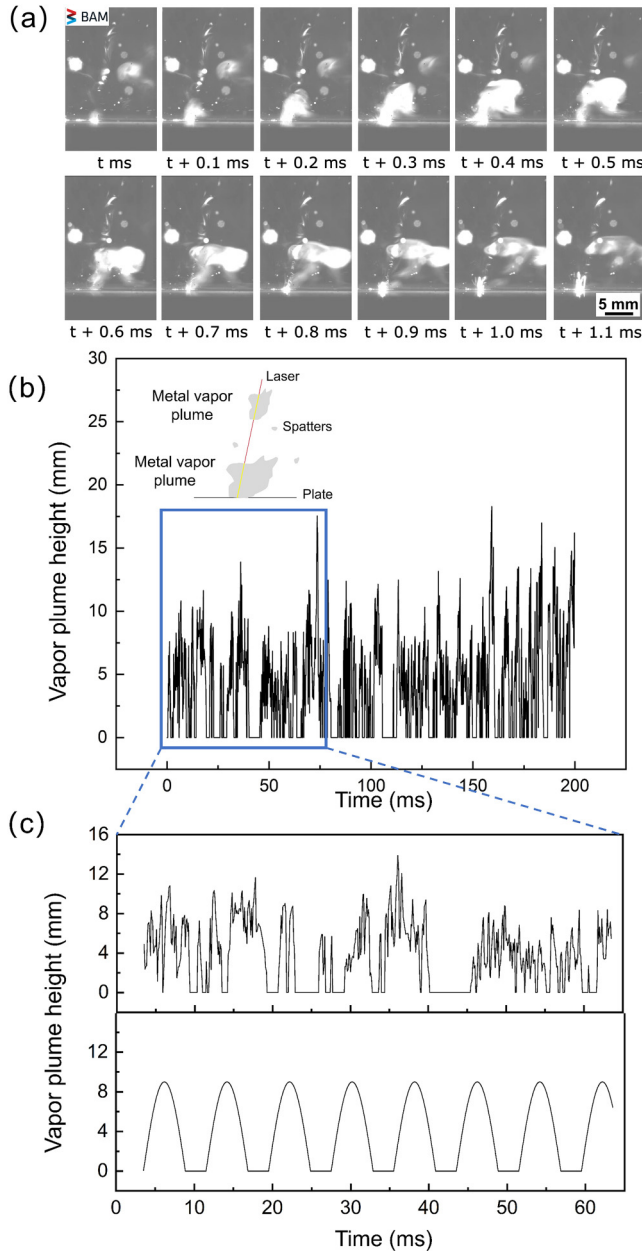 (a)
BAM
t ms
t + 0.1 ms
t + 0.2 ms
t + 0.3 ms
t + 0.4 ms
t + 0.5 ms
5 mm
t + 0.6 ms
t + 0.7 ms
t + 0.8 ms
t + 0.9 ms
t + 1.0 ms
t + 1.1 ms
(b)
Vapor plume height (mm)
30
25
20
15
10
5
0
Laser
Metal vapor
plume
Spatters
Metal vapor
plume
Plate
0
50
100
150
200
Time (ms)
(c)
Vapor plume height (mm)
16
12
8
4
0
12
8
4
0
0
10
20
30
40
50
60
Time (ms)